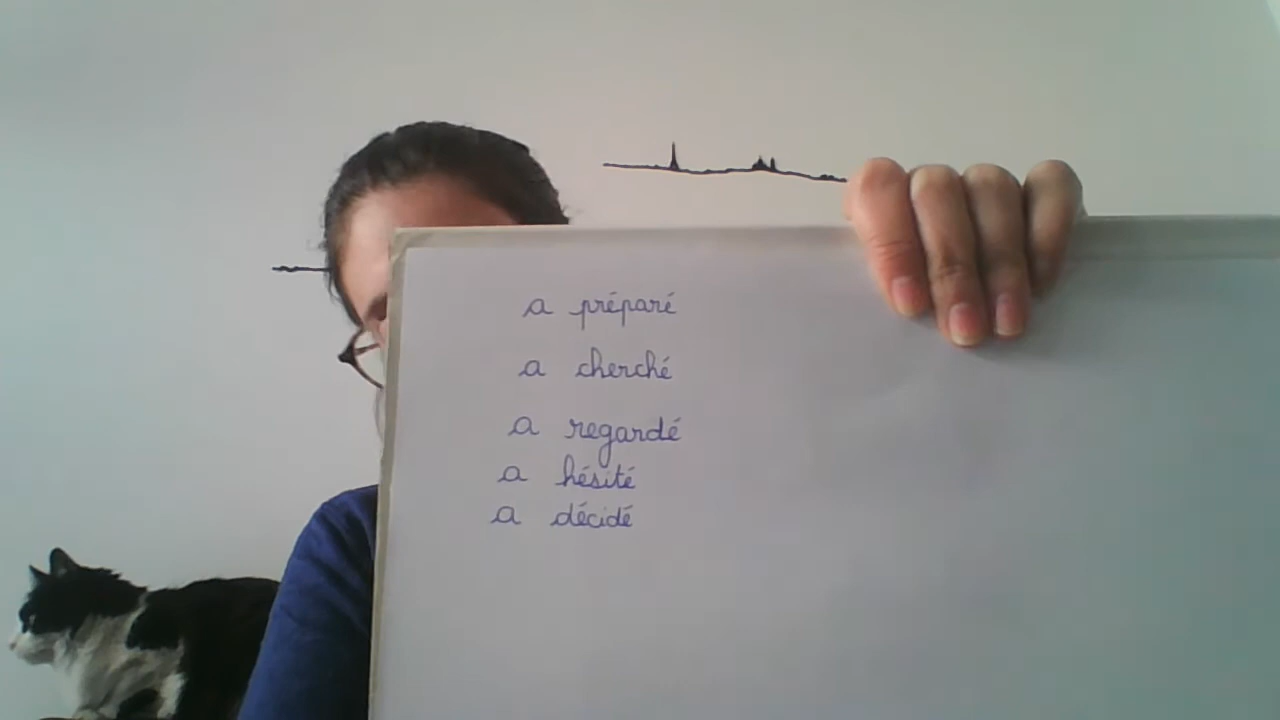 a préparé
a cherché
a regardé
a hésité
a décidé